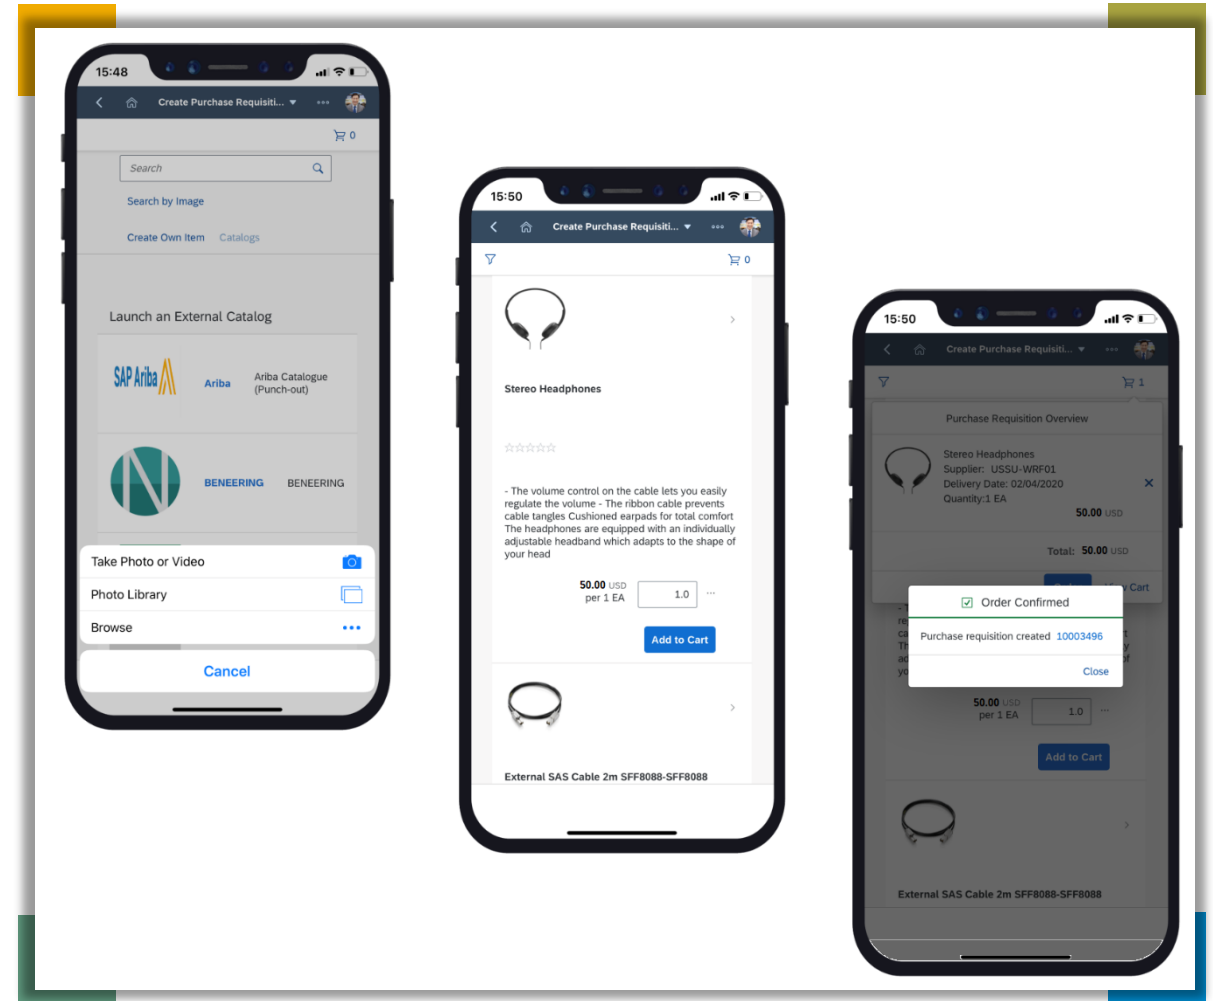 15:48
Create Purchase Requisiti...
0
Search
Search by Image
Create Own Item Catalogs
Launch an External Catalog
SAP Ariba
Ariba
Ariba Catalogue
(Punch-out)
N
BENEERING
BENEERING
Take Photo or Video
Photo Library
Browse
Cancel
15:50
Create Purchase Requisiti...
0
Stereo Headphones
- The volume control on the cable lets you easily
regulate the volume - The ribbon cable prevents
cable tangles Cushioned earpads for total comfort
The headphones are equipped with an individually
adjustable headband which adapts to the shape of
your head
50.00 USD
per 1 EA
1.0
Add to Cart
External SAS Cable 2m SFF8088-SFF8088
15:50
Create Purchase Requisiti...
1
Purchase Requisition Overview
Stereo Headphones
Supplier: USSU-WRF01
Delivery Date: 02/04/2020
Quantity:1 EA
50.00 USD
Total: 50.00 USD
Cart
Order Confirmed
Purchase requisition created 10003496
Close
50.00 USD
per 1 EA
1.0
Add to Cart
External SAS Cable 2m SFF8088-SFF8088